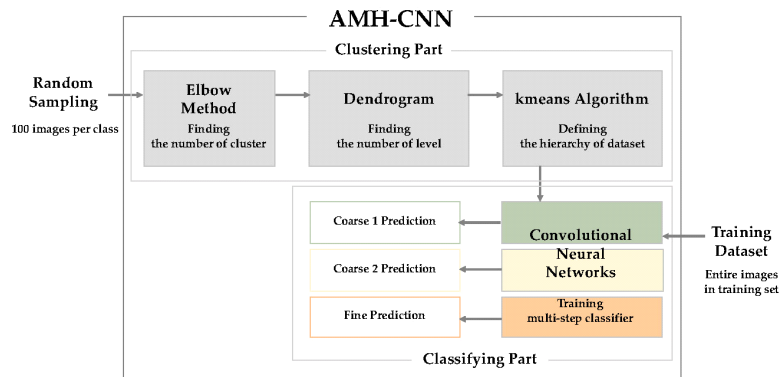 AMH-CNN
Clustering Part
Random
Sampling
100 images per class
Elbow
Method
Finding
the number of cluster
Dendrogram
Finding
the number of level
kmeans Algorithm
Defining
the hierarchy of dataset
Coarse 1 Prediction
Coarse 2 Prediction
Fine Prediction
Convolutional
Neural
Networks
Training
multi-step classifier
Training
Dataset
Entire images
in training set
Classifying Part